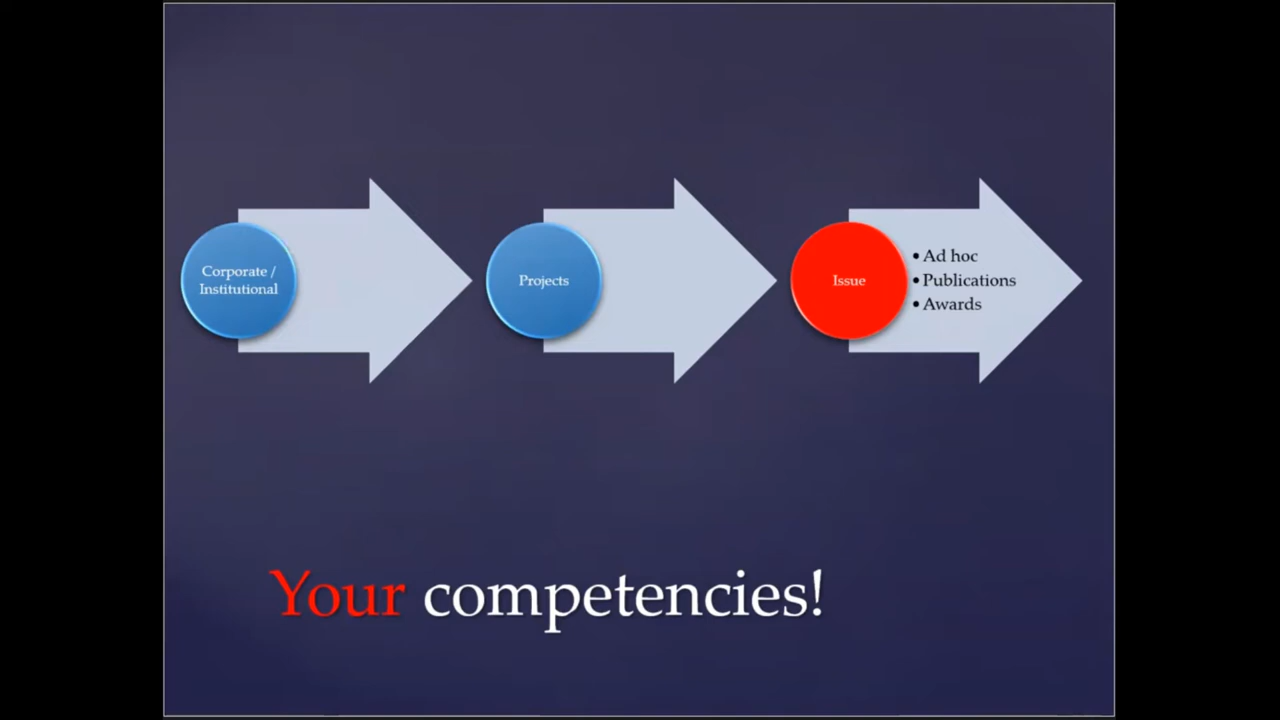 Corporate /
Institutional
Projects
Issue
• Ad hoc
• Publications
• Awards
Your competencies!